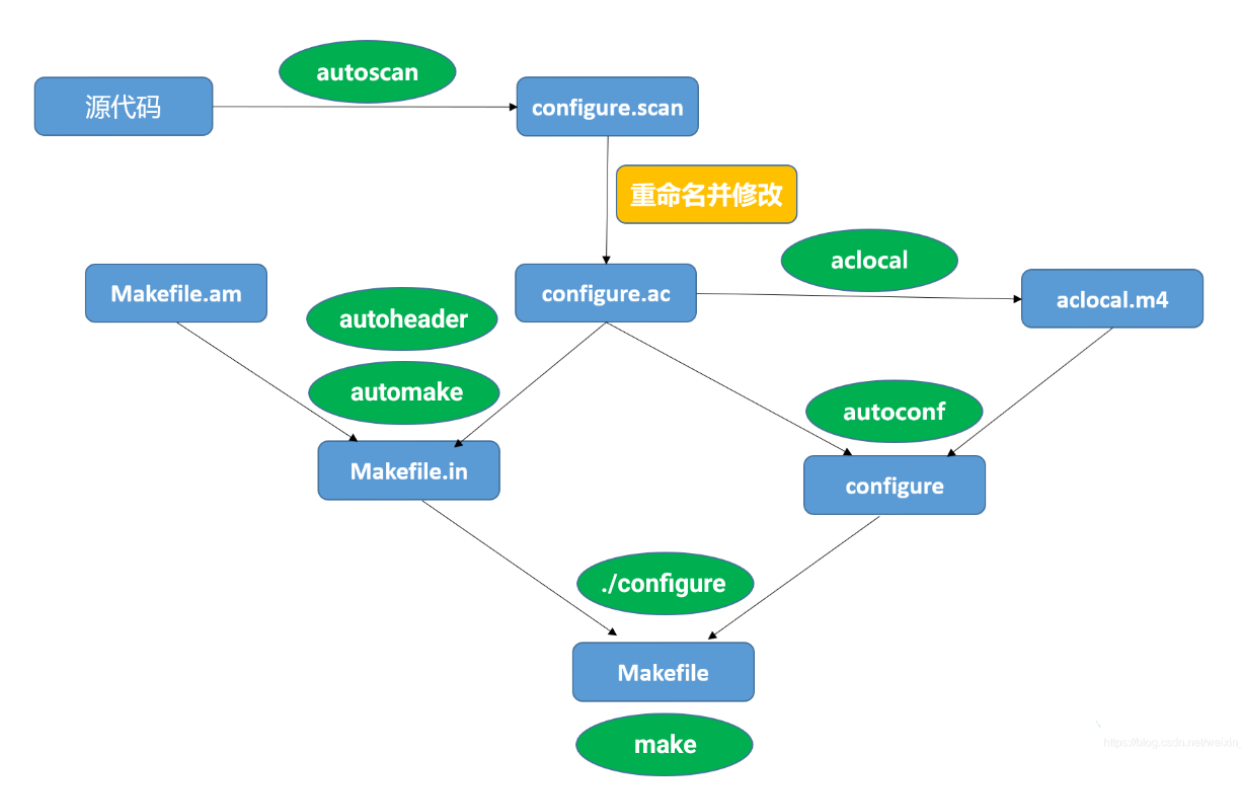 autoscan
源代码
configure.scan
重命名并修改
aclocal
Makefile.am
configure.ac
aclocal.m4
autoheader
automake
autoconf
Makefile.in
configure
./configure
Makefile
make
https://blog.csdn.net/weixin_